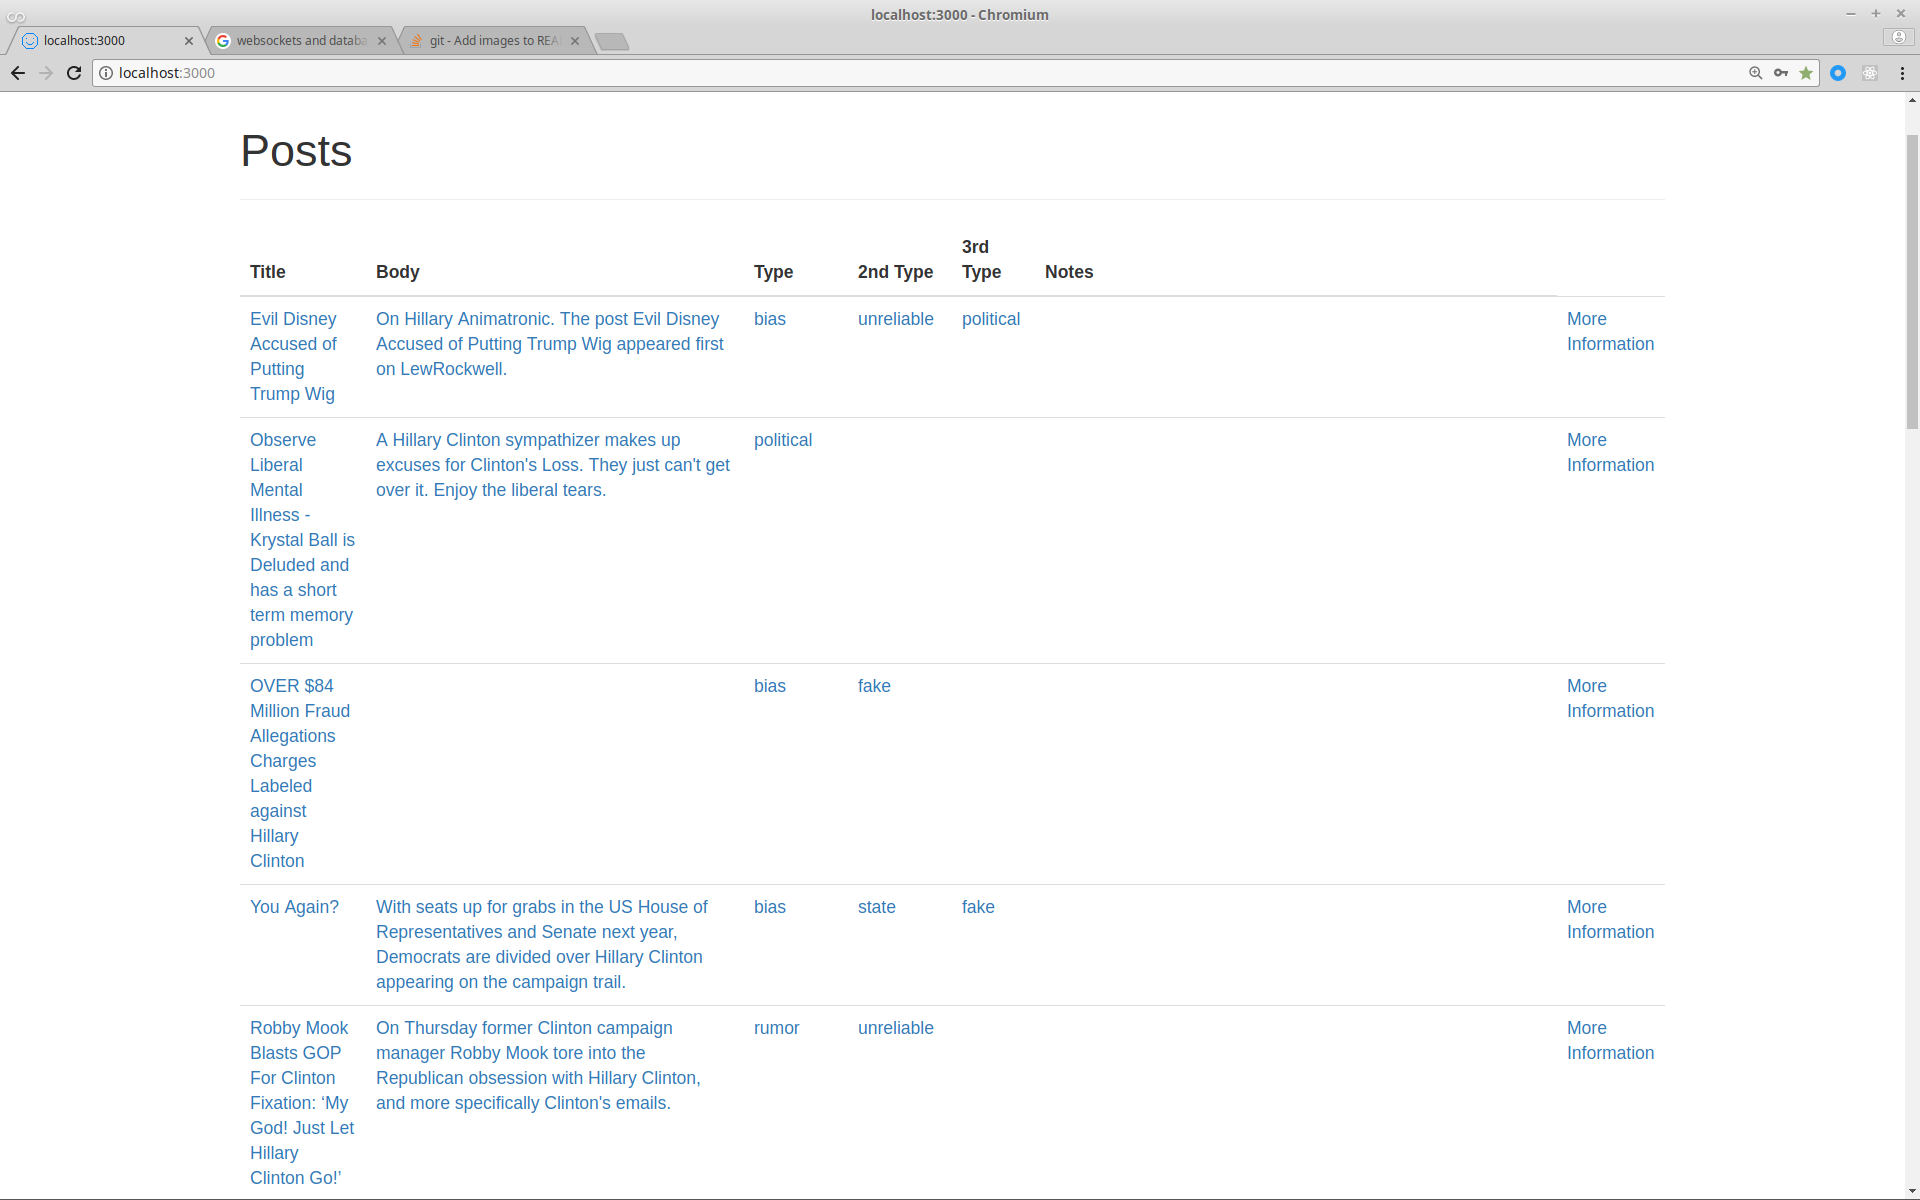 localhost:3000 - Chromium
localhost:3000
websockets and databa
git - Add images to REA
localhost:3000
Posts
Title Body Type 2nd Type 3rd Type Notes
Evil Disney
Accused of
Putting
Trump Wig
On Hillary Animatronic. The post Evil Disney
Accused of Putting Trump Wig appeared first
on LewRockwell.
bias
unreliable
political
More
Information
Observe
Liberal
Mental
Illness -
Krystal Ball is
Deluded and
has a short
term memory
problem
A Hillary Clinton sympathizer makes up
excuses for Clinton's Loss. They just can't get
over it. Enjoy the liberal tears.
political
More
Information
OVER $84
Million Fraud
Allegations
Charges
Labeled
against
Hillary
Clinton
bias
fake
More
Information
You Again?
With seats up for grabs in the US House of
Representatives and Senate next year,
Democrats are divided over Hillary Clinton
appearing on the campaign trail.
bias
state
fake
More
Information
Robby Mook
Blasts GOP
For Clinton
Fixation: ‘My
God! Just Let
Hillary
Clinton Go!’
On Thursday former Clinton campaign
manager Robby Mook tore into the
Republican obsession with Hillary Clinton,
and more specifically Clinton's emails.
rumor
unreliable
More
Information